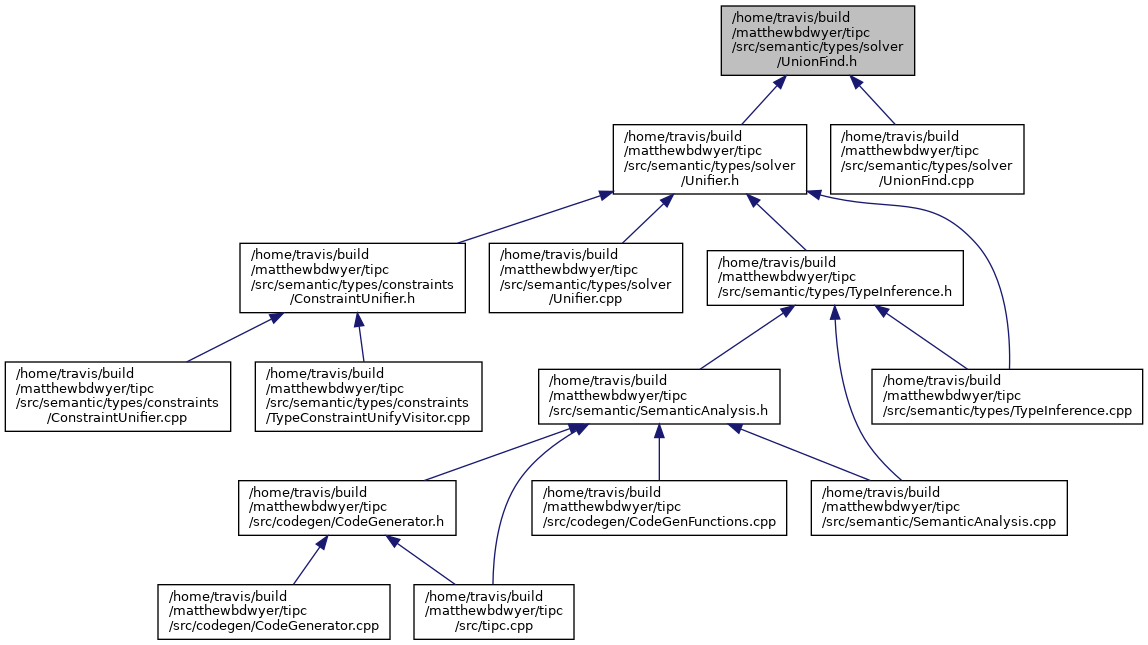 /home/travis/build
/matthewbdwyer/tipc
/src/semantic/types/solver
/UnionFind.h
/home/travis/build
/matthewbdwyer/tipc
/src/semantic/types/solver
/Unifier.h
/home/travis/build
/matthewbdwyer/tipc
/src/semantic/types/solver
/UnionFind.cpp
/home/travis/build
/matthewbdwyer/tipc
/src/semantic/types/constraints
/ConstraintUnifier.h
/home/travis/build
/matthewbdwyer/tipc
/src/semantic/types/solver
/Unifier.cpp
/home/travis/build
/matthewbdwyer/tipc
/src/semantic/types/TypeInference.h
/home/travis/build
/matthewbdwyer/tipc
/src/semantic/types/constraints
/ConstraintUnifier.cpp
/home/travis/build
/matthewbdwyer/tipc
/src/semantic/types/constraints
/TypeConstraintUnifyVisitor.cpp
/home/travis/build
/matthewbdwyer/tipc
/src/semantic/SemanticAnalysis.h
/home/travis/build
/matthewbdwyer/tipc
/src/semantic/types/TypeInference.cpp
/home/travis/build
/matthewbdwyer/tipc
/src/codegen/CodeGenerator.h
/home/travis/build
/matthewbdwyer/tipc
/src/codegen/CodeGenFunctions.cpp
/home/travis/build
/matthewbdwyer/tipc
/src/semantic/SemanticAnalysis.cpp
/home/travis/build
/matthewbdwyer/tipc
/src/codegen/CodeGenerator.cpp
/home/travis/build
/matthewbdwyer/tipc
/src/tipc.cpp